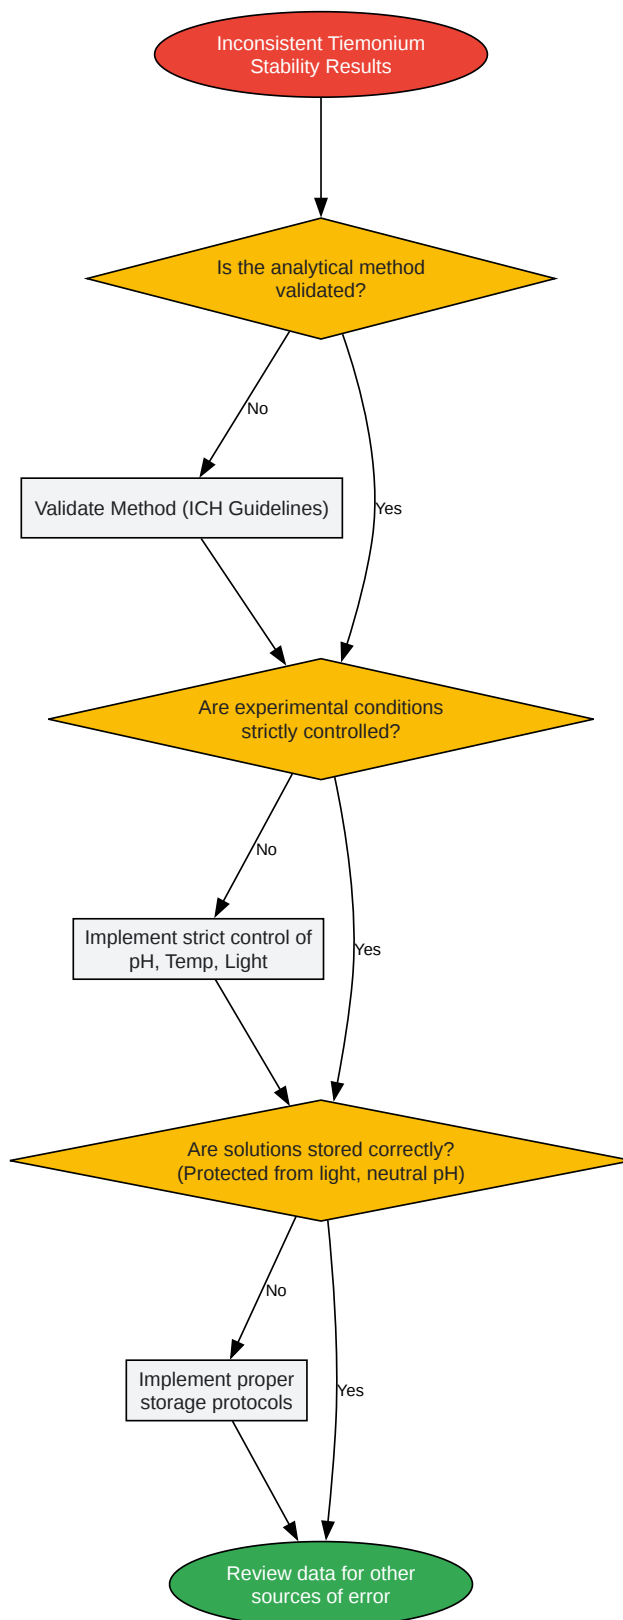 Inconsistent Tiemonium
Stability Results
Is the analytical method
validated?
No
Validate Method (ICH Guidelines)
Yes
Are experimental conditions
strictly controlled?
No
Implement strict control of
pH, Temp, Light
Yes
Are solutions stored correctly?
(Protected from light, neutral pH)
No
Implement proper
storage protocols
Yes
Review data for other
sources of error